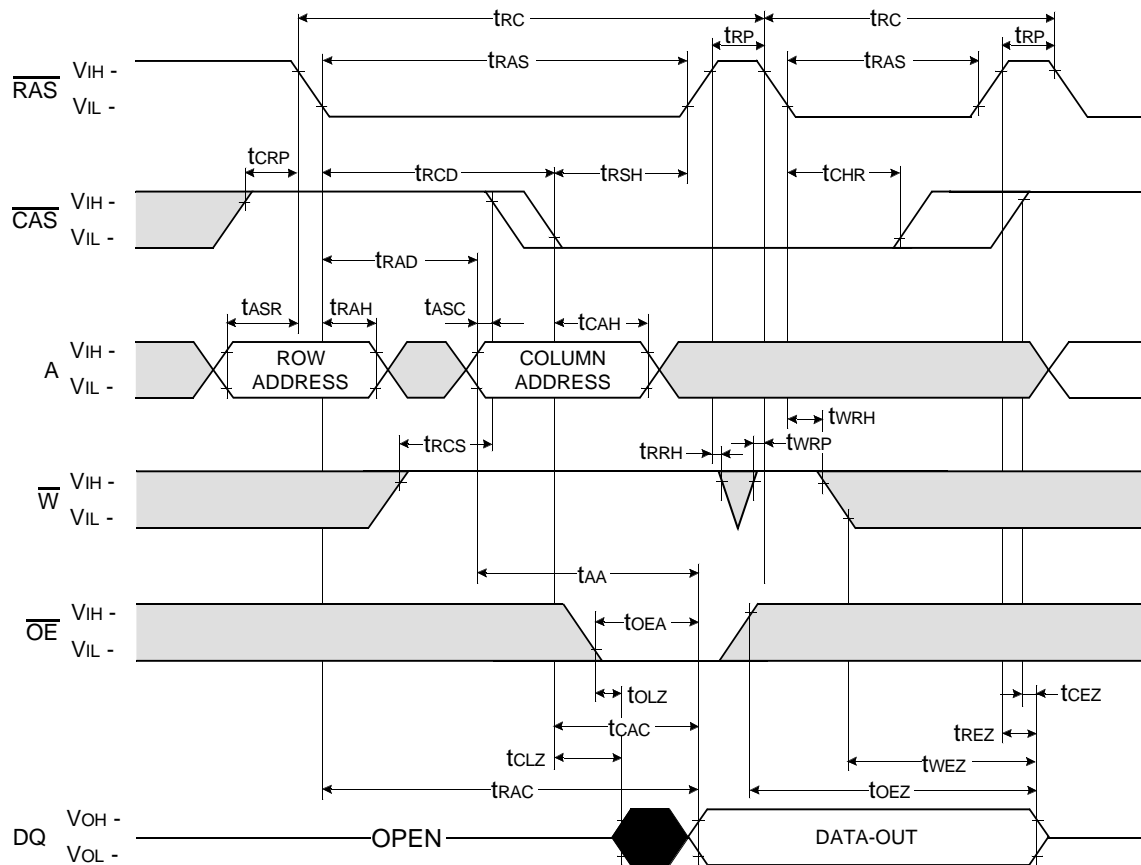 tRC tRC
tRP tRP
tRAS tRAS
RAS VIH -
VIL -
tCRP tRCD tRSH tCHR
CAS VIH -
VIL -
tRAD
tASR tRAH tASC tCAH
A VIH -
VIL -
ROW ADDRESS
COLUMN ADDRESS
tWRH
tRCS tRRH tWRP
W VIH -
VIL -
tAA
OE VIH -
VIL -
tOEA
tOLZ tCEZ
tCAC tREZ
tCLZ tWEZ
tRAC tOEZ
DQ VOH -
VOL -
OPEN DATA-OUT